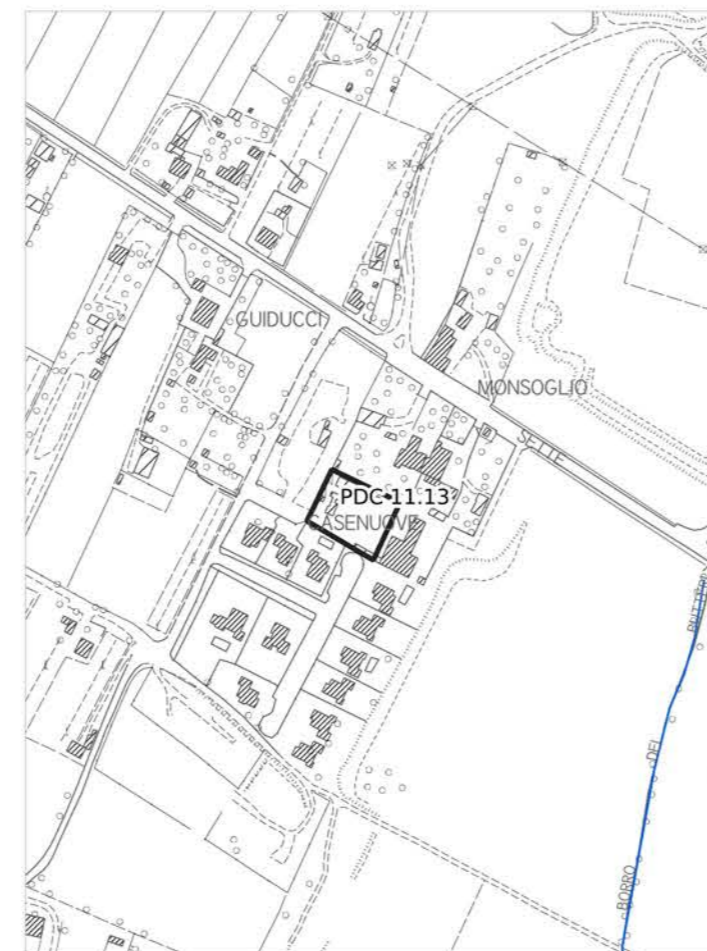 GUIDUCCI
MONSOGLIO
SETTE
PDC 11.13
CASENUOVE
BORRO
DEL